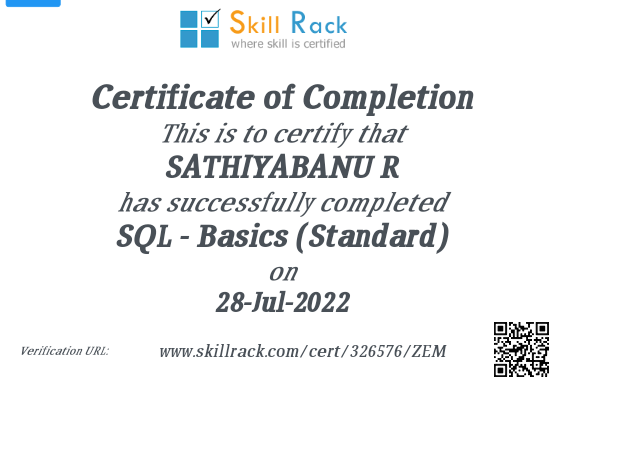 Skill Rack
where skill is certified
Certificate of Completion
This is to certify that
SATHIYABANU R
has successfully completed
SQL - Basics (Standard)
on
28-Jul-2022
Verification URL: www.skillrack.com/cert/326576/ZEM